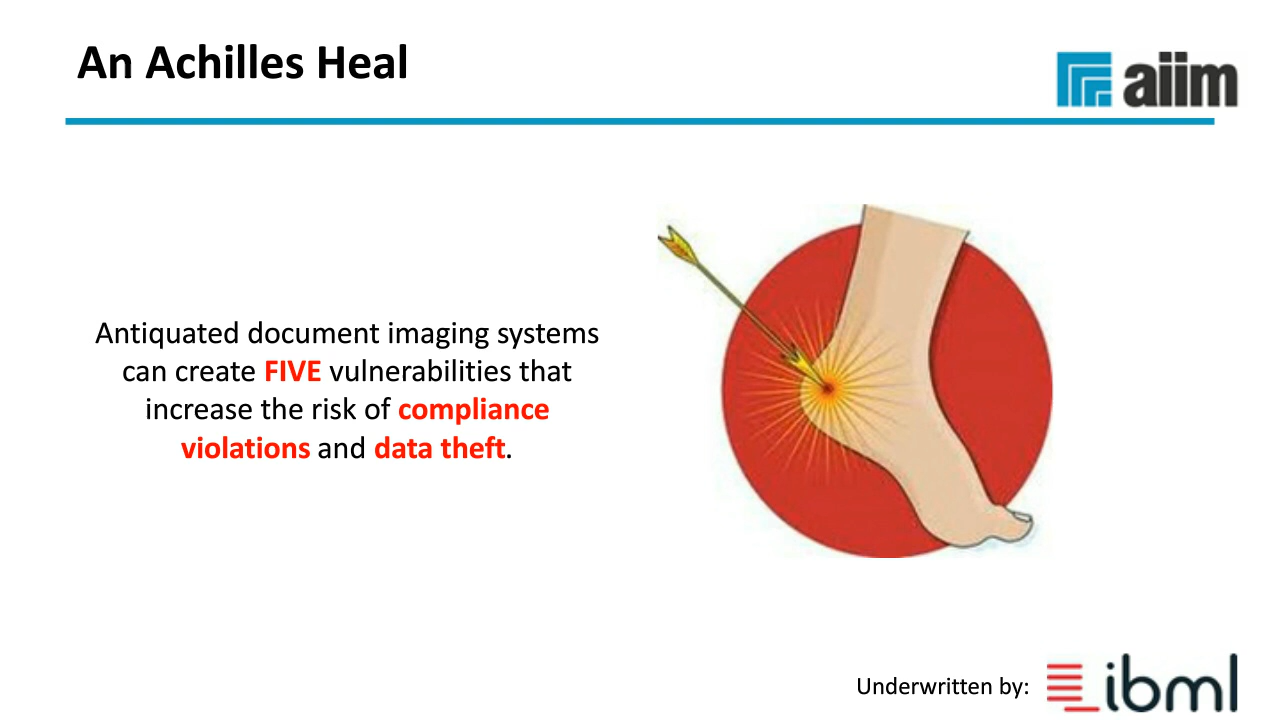 An Achilles Heal
aiim
Antiquated document imaging systems
can create FIVE vulnerabilities that
increase the risk of compliance
violations and data theft.
Underwritten by:
ibml